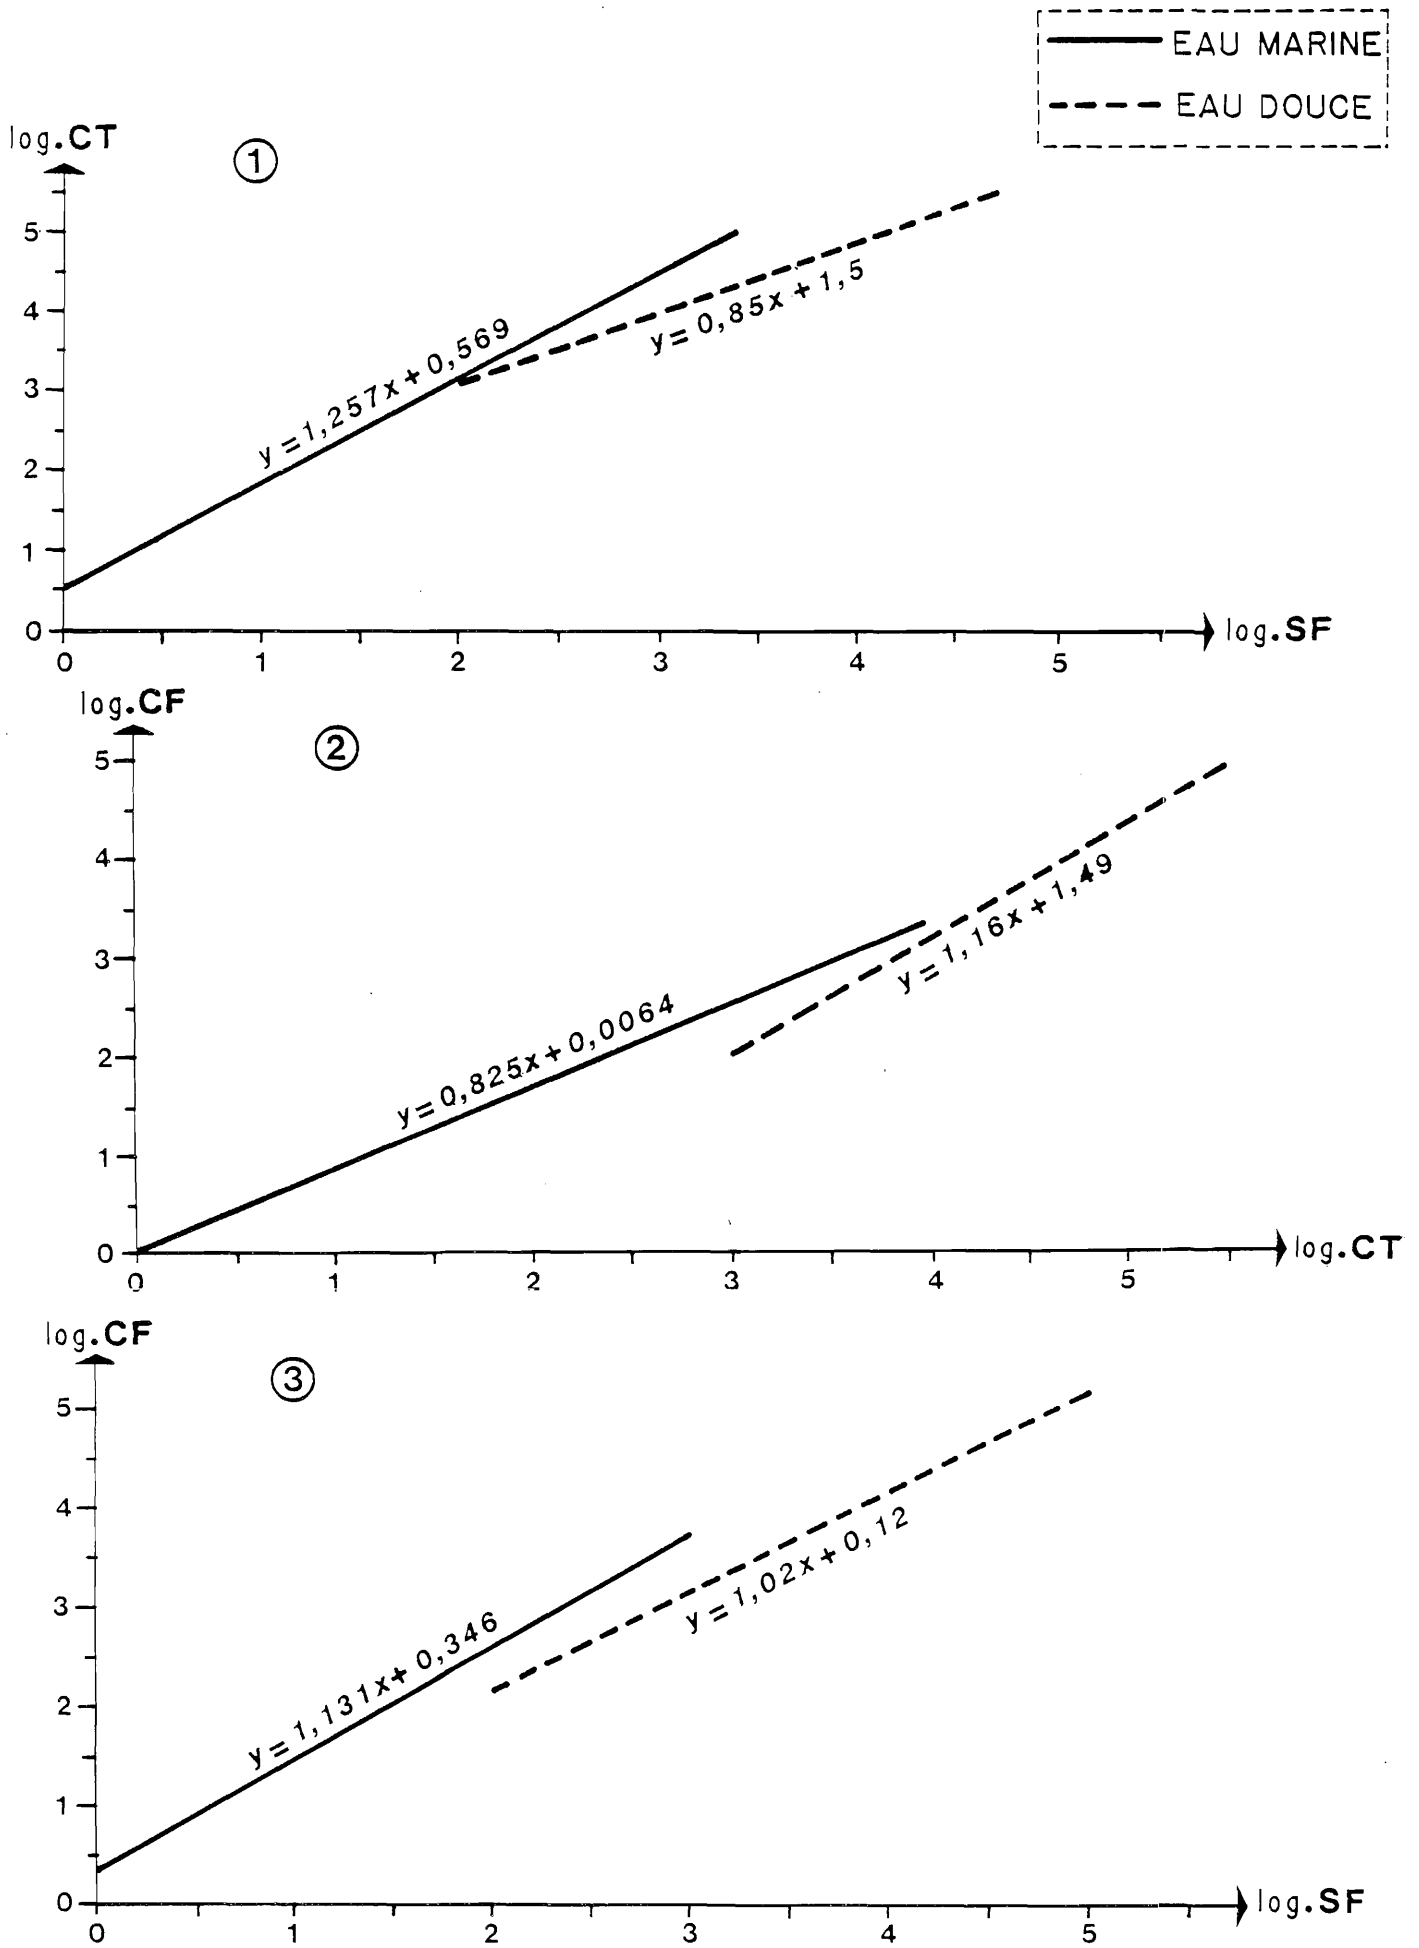 EAU MARINE
EAU DOUCE
log.CT
①
5
4
3
2
1
0
y=1,257x+0,569
y=0,85x+1,5
0 1 2 3 4 5
log.SF
log.CF
②
5
4
3
2
1
0
y=0,825x+0,0064
y=1,16x+1,49
0 1 2 3 4 5
log.CT
log.CF
③
5
4
3
2
1
0
y=1,131x+0,346
y=1,02x+0,12
0 1 2 3 4 5
log.SF